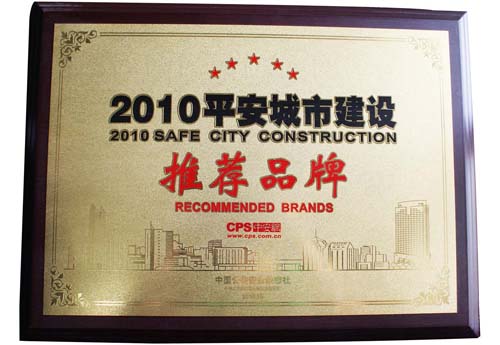 2010平安城市建设
2010 SAFE CITY CONSTRUCTION
推荐品牌
RECOMMENDED BRANDS
CPS中安网
www.cps.com.cn